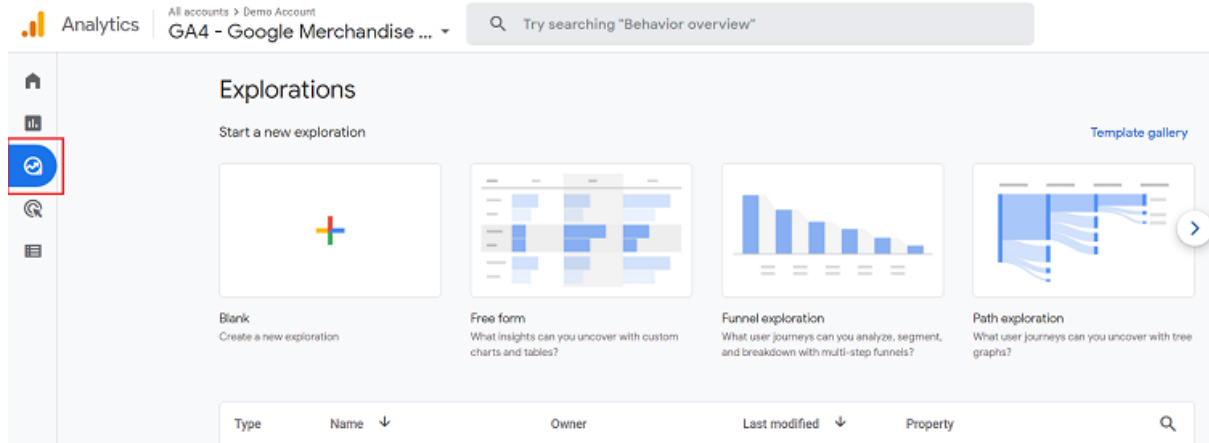 Analytics
All accounts > Demo Account
GA4 - Google Merchandise ...
Try searching "Behavior overview"
Explorations
Start a new exploration
Template gallery
Blank
Create a new exploration
Free form
What insights can you uncover with custom
charts and tables?
Funnel exploration
What user journeys can you analyze, segment,
and breakdown with multi-step funnels?
Path exploration
What user journeys can you uncover with tree
graphs?
Type Name Owner Last modified Property